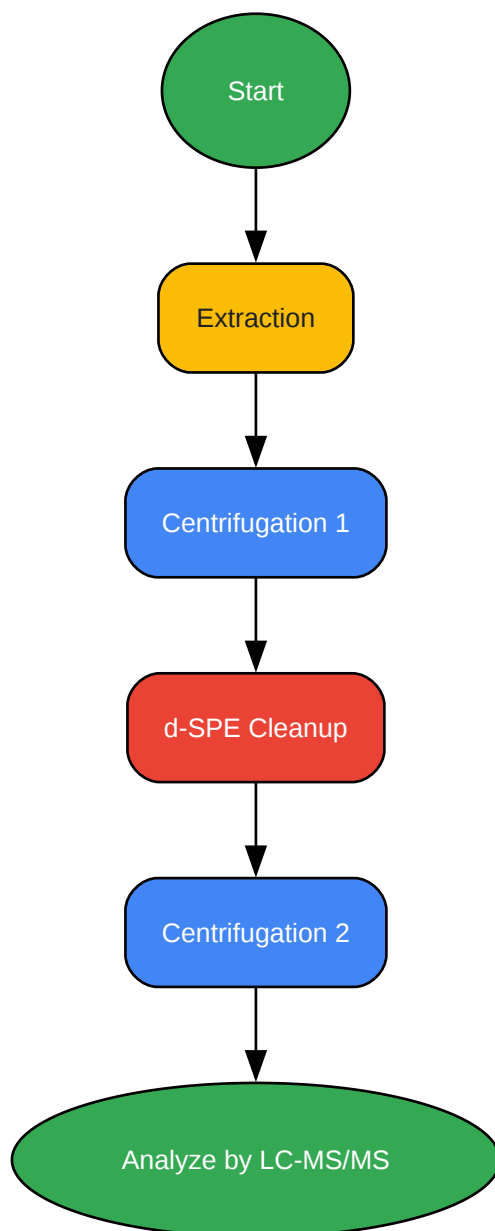 Start
Extraction
Centrifugation 1
d-SPE Cleanup
Centrifugation 2
Analyze by LC-MS/MS